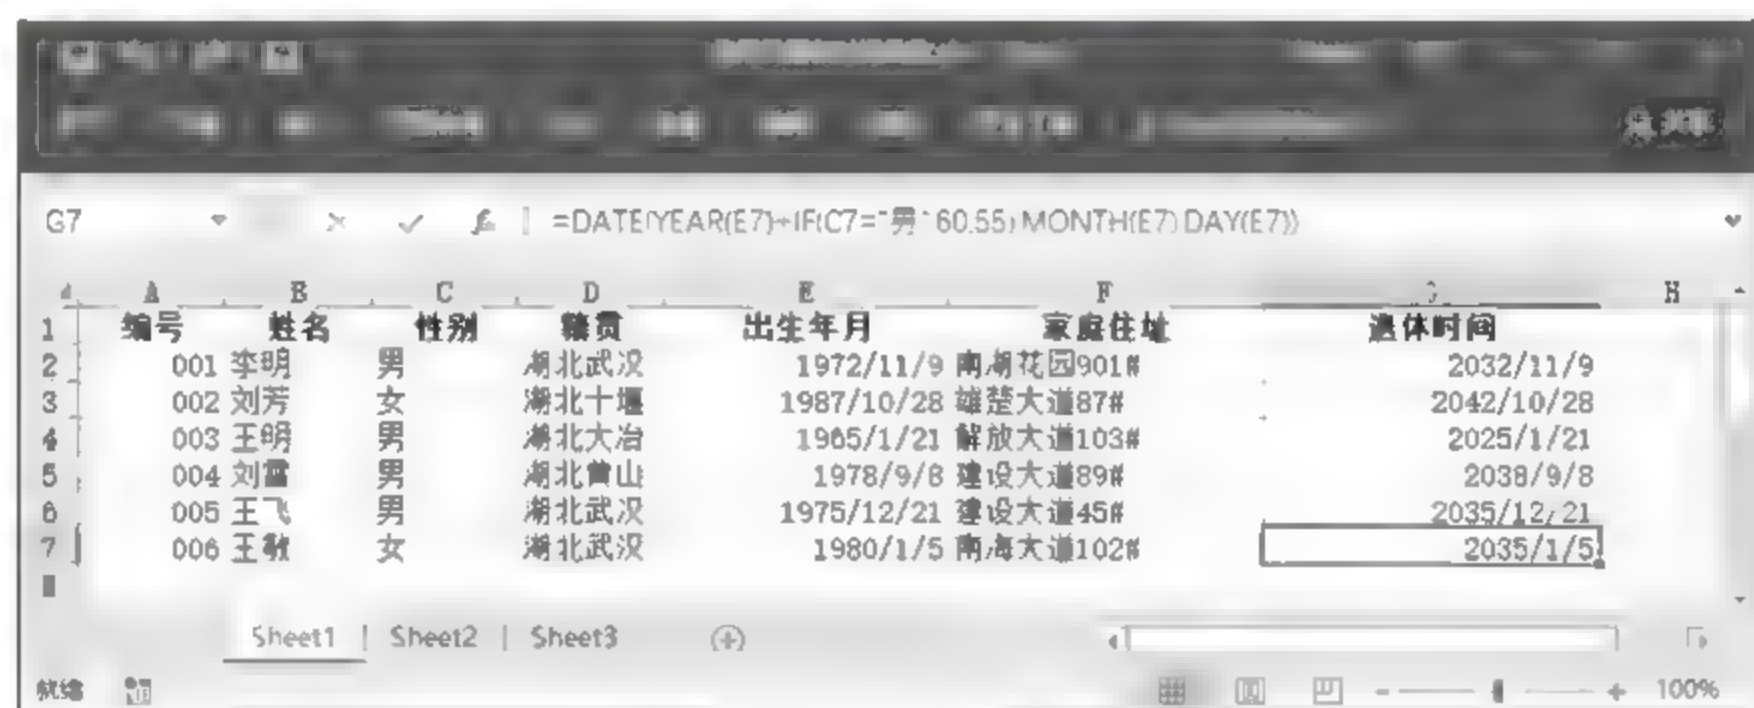 G7 =DATE(YEAR(E7)+IF(C7="男",60,55),MONTH(E7),DAY(E7))
A B C D E F G H
1 编号 姓名 性别 籍贯 出生年月 家庭住址 退休时间
2 001 李明 男 湖北武汉 1972/11/9 南湖花园901# 2032/11/9
3 002 刘芳 女 湖北十堰 1987/10/28 雄楚大道87# 2042/10/28
4 003 王明 男 湖北大冶 1965/1/21 解放大道103# 2025/1/21
5 004 刘雷 男 湖北黄山 1978/9/8 建设大道89# 2038/9/8
6 005 王飞 男 湖北武汉 1975/12/21 建设大道45# 2035/12/21
7 006 王敏 女 湖北武汉 1980/1/5 南海大道102# 2035/1/5
Sheet1 Sheet2 Sheet3
就绪 100%